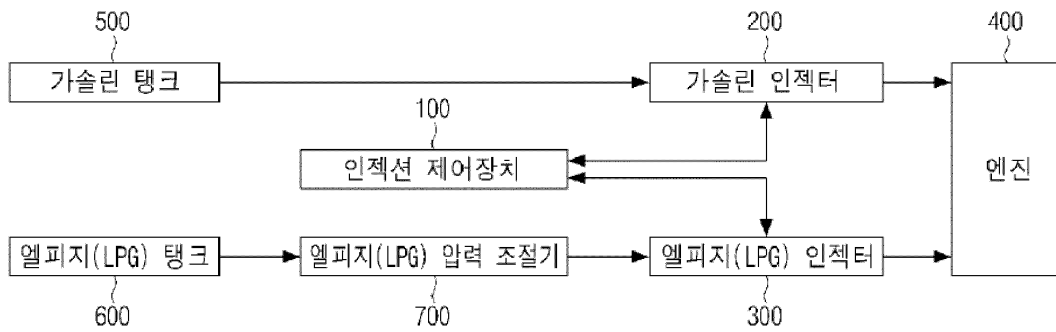 500 200 400
가솔린 탱크 가솔린 인젝터
100
인젝션 제어장치 엔진
엘피지(LPG) 탱크 엘피지(LPG) 압력 조절기 엘피지(LPG) 인젝터
600 700 300